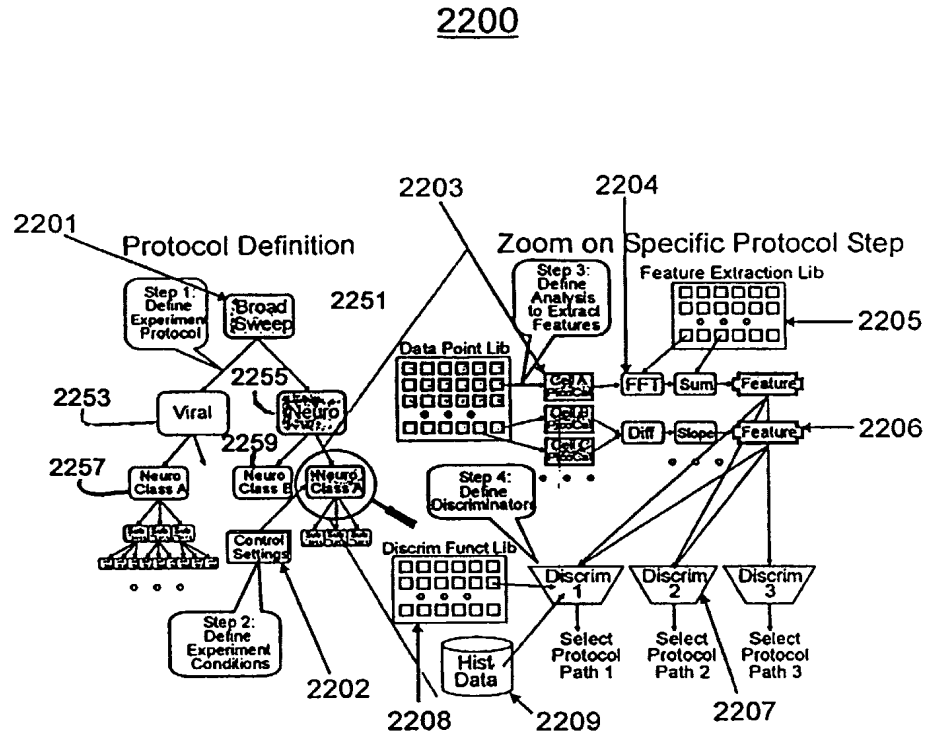 2200
2203
2204
2201
Protocol Definition
Zoom on Specific Protocol Step
Step 1:
Define
Experiment
Protocol
Broad
Sweep
2251
Step 3:
Define
Analysis
to Extract
Features
Feature Extraction Lib
2205
Data Point Lib
2253
Viral
2255
Neuro
Cell A
FFT
Sum
Feature
Cell B
Cell C
Diff
Slope
Feature
2206
2257
2259
Neuro
Class A
Neuro
Class B
Neuro
Class A
Step 4:
Define
Discriminators
Control
Settings
Discrim Funct Lib
Discrim
1
Discrim
2
Discrim
3
Step 2:
Define
Experiment
Conditions
Hist
Data
Select
Protocol
Path 1
Select
Protocol
Path 2
Select
Protocol
Path 3
2202
2208
2209
2207